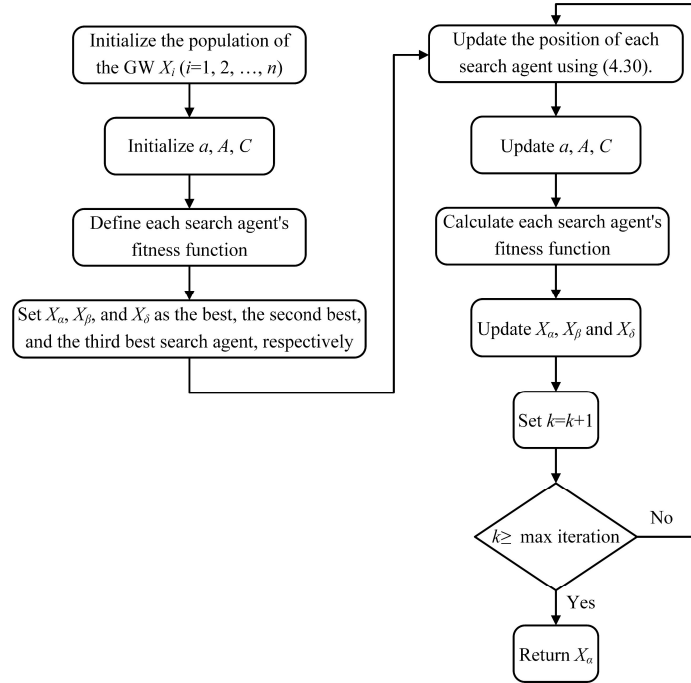 Initialize the population of
the GW Xᵢ (i=1, 2, …, n)
Initialize a, A, C
Define each search agent's
fitness function
Set Xα, Xβ, and Xδ as the best, the second best,
and the third best search agent, respectively
Update the position of each
search agent using (4.30).
Update a, A, C
Calculate each search agent's
fitness function
Update Xα, Xβ and Xδ
Set k=k+1
k≥ max iteration
No
Yes
Return Xα